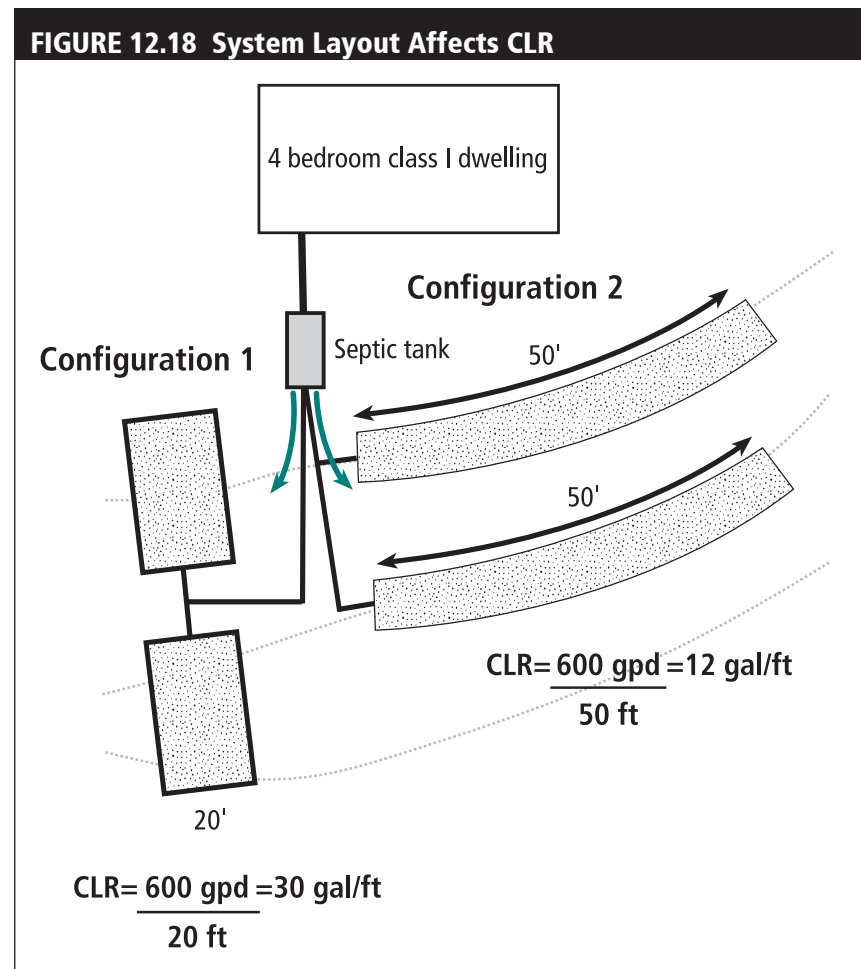 FIGURE 12.18 System Layout Affects CLR
4 bedroom class I dwelling
Configuration 2
Septic tank
50'
Configuration 1
50'
CLR= 600 gpd =12 gal/ft
50 ft
20'
CLR= 600 gpd =30 gal/ft
20 ft